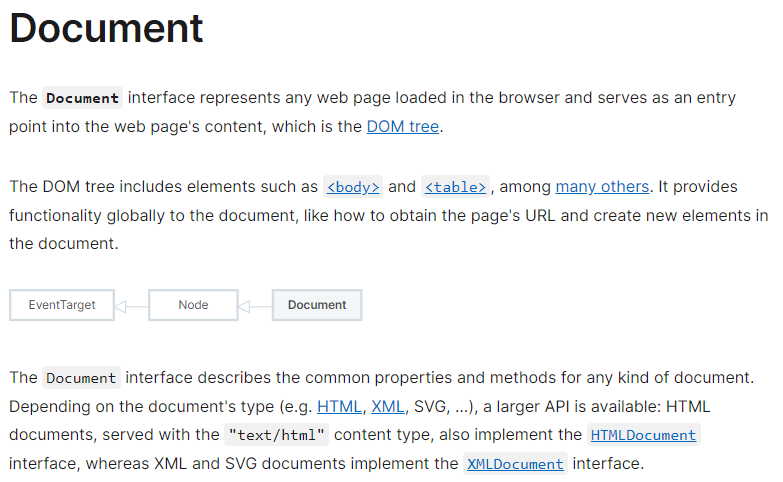 Document
The Document interface represents any web page loaded in the browser and serves as an entry
point into the web page's content, which is the DOM tree.
The DOM tree includes elements such as <body> and <table>, among many others. It provides
functionality globally to the document, like how to obtain the page's URL and create new elements in
the document.
EventTarget Node Document
The Document interface describes the common properties and methods for any kind of document.
Depending on the document's type (e.g. HTML, XML, SVG, …), a larger API is available: HTML
documents, served with the "text/html" content type, also implement the HTMLDocument
interface, whereas XML and SVG documents implement the XMLDocument interface.